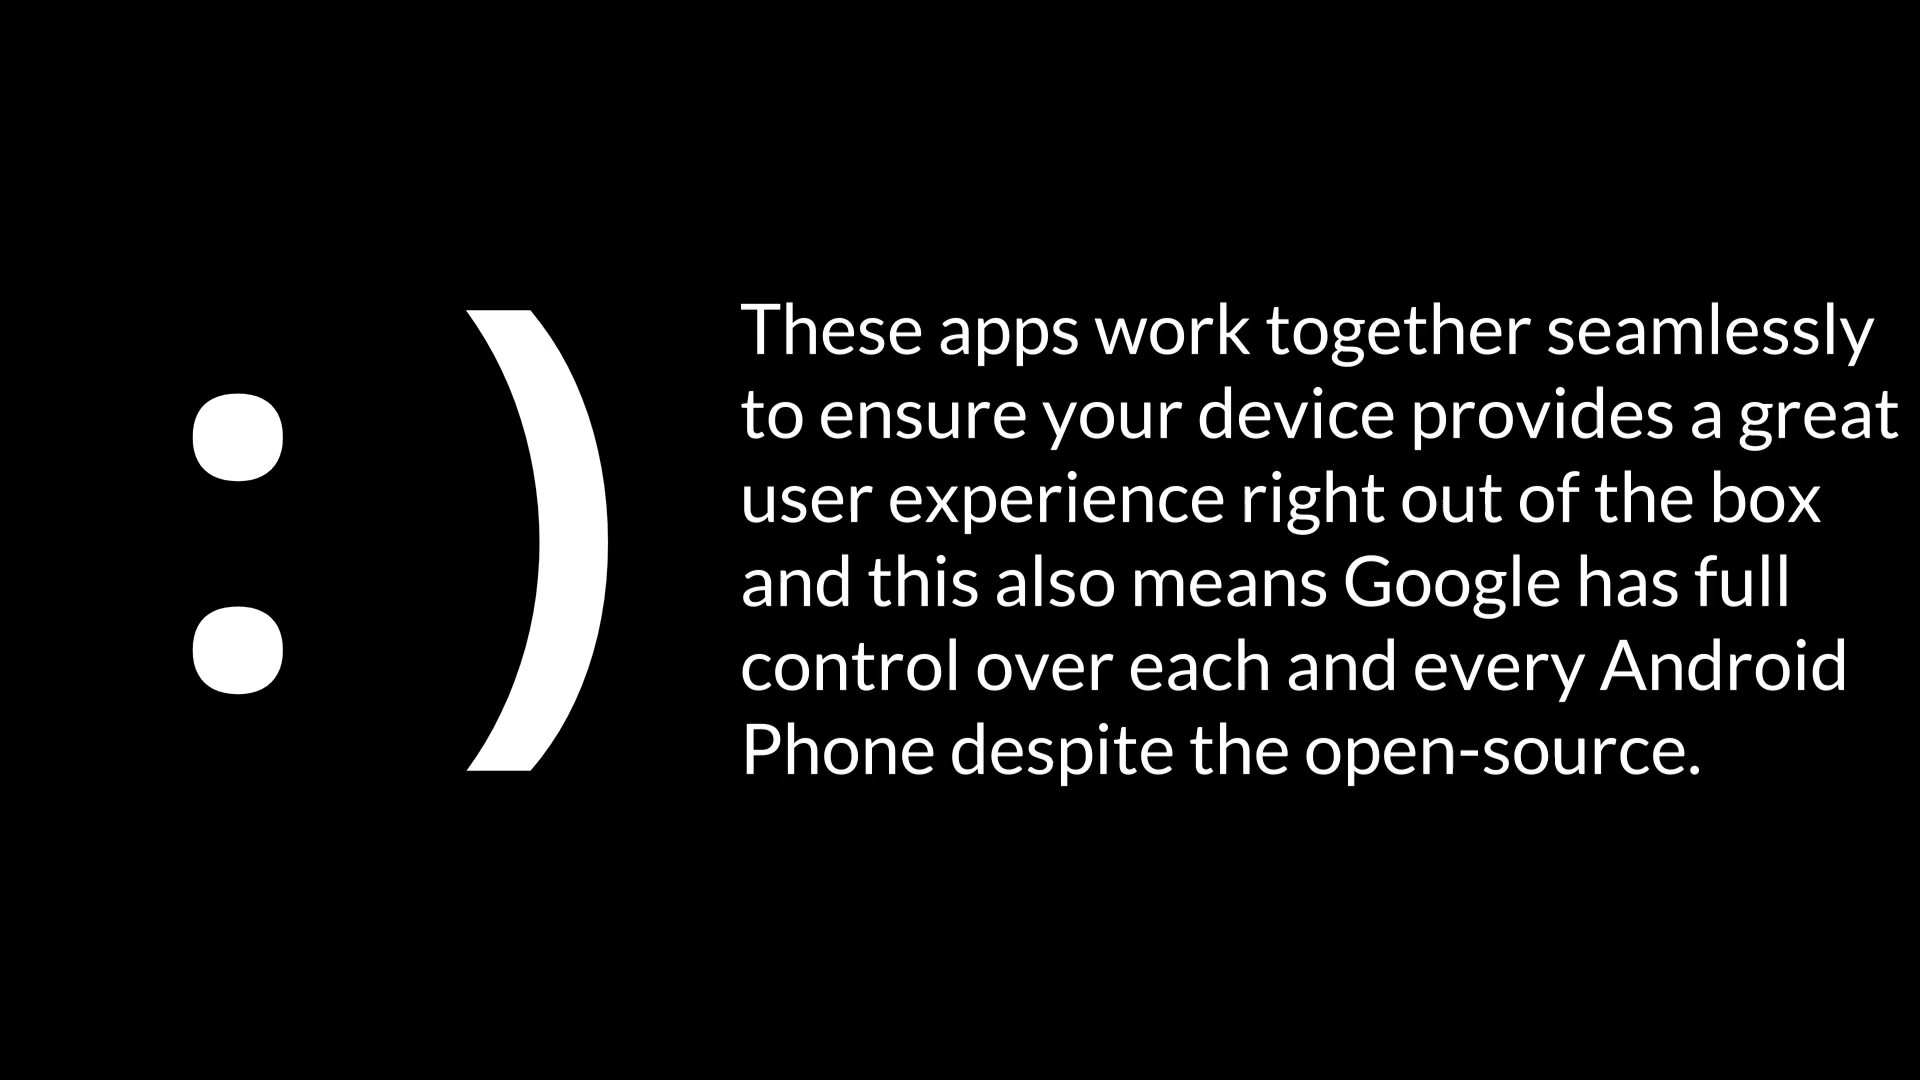 :)
These apps work together seamlessly
to ensure your device provides a great
user experience right out of the box
and this also means Google has full
control over each and every Android
Phone despite the open-source.